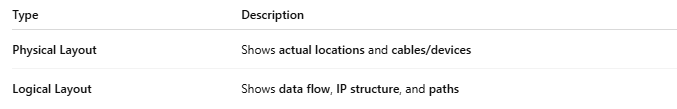 Type Description
Physical Layout Shows actual locations and cables/devices
Logical Layout Shows data flow, IP structure, and paths